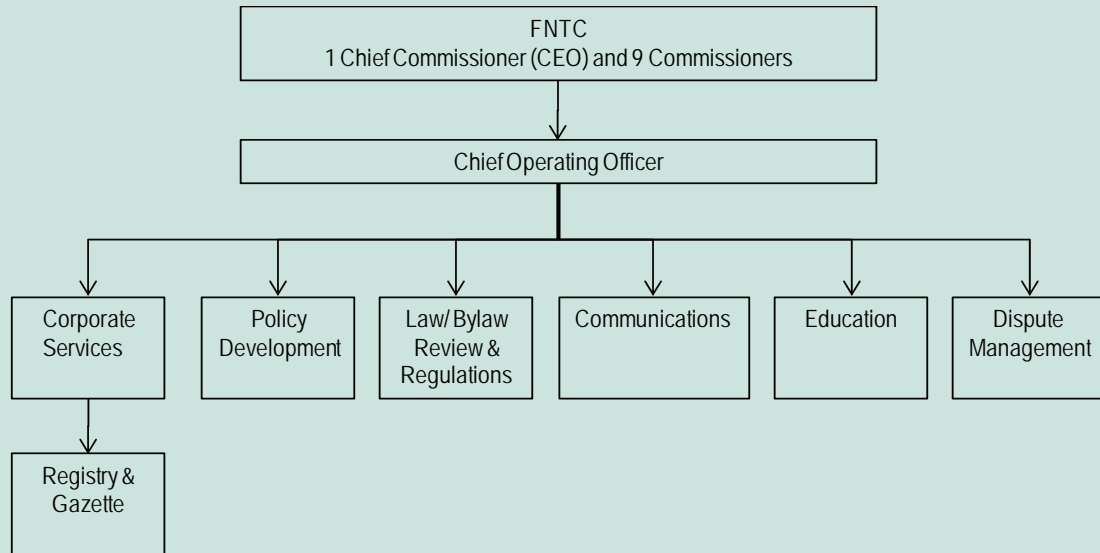 FNTC
1 Chief Commissioner (CEO) and 9 Commissioners
Chief Operating Officer
Corporate
Services
Policy
Development
Law/ Bylaw
Review &
Regulations
Communications
Education
Dispute
Management
Registry &
Gazette